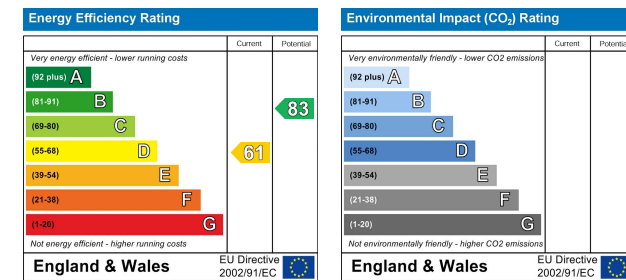 Energy Efficiency Rating
Current Potential
Very energy efficient - lower running costs
(92 plus) A
(81-91) B
(69-80) C
(55-68) D
(39-54) E
(21-38) F
(1-20) G
83
61
Not energy efficient - higher running costs
England & Wales
EU Directive
2002/91/EC
Environmental Impact (CO₂) Rating
Current Potential
Very environmentally friendly - lower CO2 emissions
(92 plus) A
(81-91) B
(69-80) C
(55-68) D
(39-54) E
(21-38) F
(1-20) G
Not environmentally friendly - higher CO2 emissions
England & Wales
EU Directive
2002/91/EC